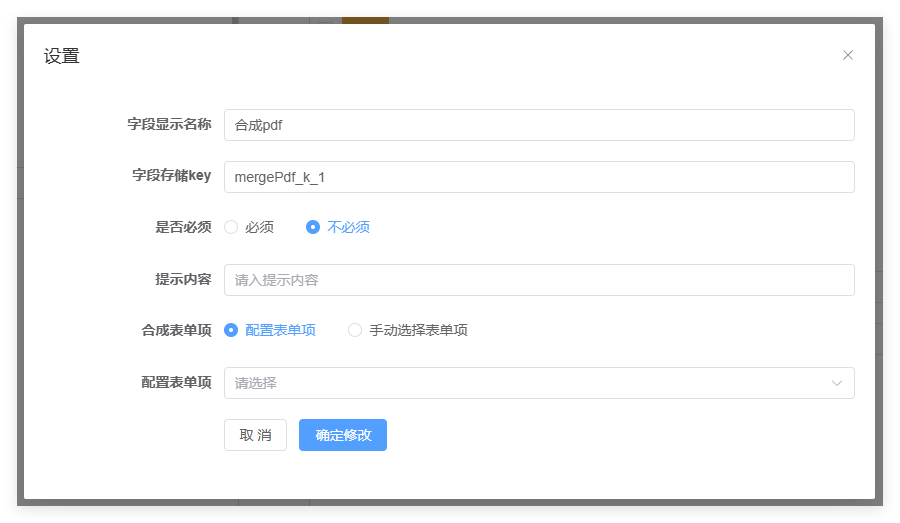 设置
字段显示名称 合成pdf
字段存储key mergePdf_k_1
是否必须 必须 不必须
提示内容 请入提示内容
合成表单项 配置表单项 手动选择表单项
配置表单项 请选择
取 消 确定修改